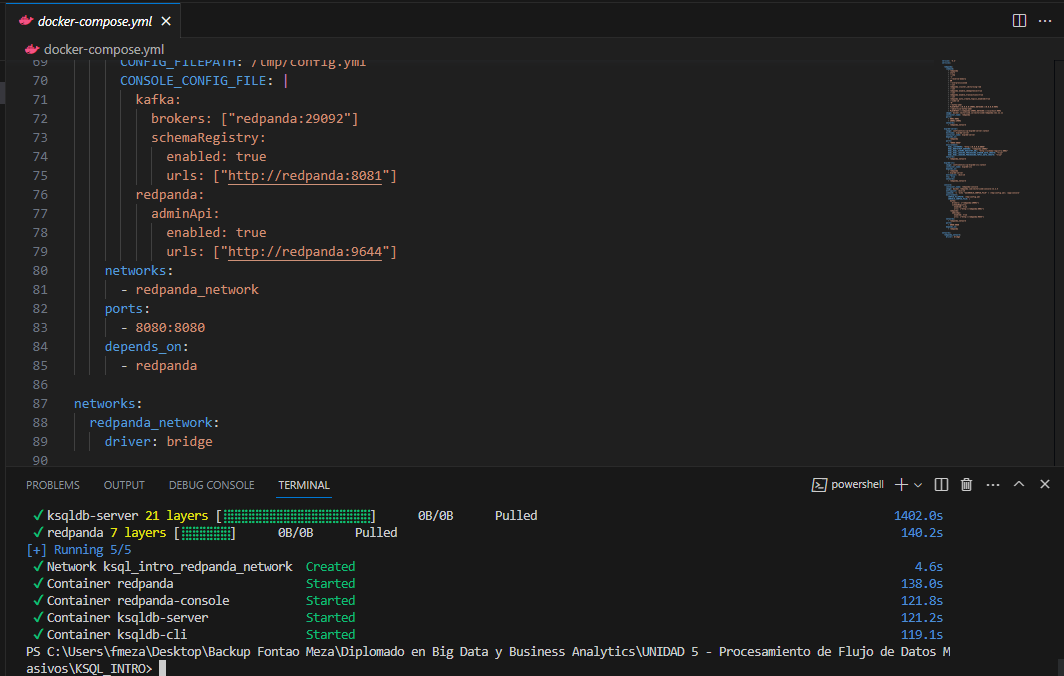 docker-compose.yml
docker-compose.yml
69 CONFIG_FILEPATH: /tmp/config.yml
70 CONSOLE_CONFIG_FILE: |
71 kafka:
72 brokers: ["redpanda:29092"]
73 schemaRegistry:
74 enabled: true
75 urls: ["http://redpanda:8081"]
76 redpanda:
77 adminApi:
78 enabled: true
79 urls: ["http://redpanda:9644"]
80 networks:
81 - redpanda_network
82 ports:
83 - 8080:8080
84 depends_on:
85 - redpanda
86
87 networks:
88 redpanda_network:
89 driver: bridge
90
PROBLEMS OUTPUT DEBUG CONSOLE TERMINAL powershell
ksqldb-server 21 layers [⣿⣿⣿⣿⣿⣿⣿⣿⣿⣿⣿⣿⣿⣿⣿⣿⣿⣿⣿⣿⣿] 0B/0B Pulled 1402.0s
redpanda 7 layers [⣿⣿⣿⣿⣿⣿⣿] 0B/0B Pulled 140.2s
[+] Running 5/5
Network ksql_intro_redpanda_network Created 4.6s
Container redpanda Started 138.0s
Container redpanda-console Started 121.8s
Container ksqldb-server Started 121.2s
Container ksqldb-cli Started 119.1s
PS C:\Users\fmeza\Desktop\Backup Fontao Meza\Diplomado en Big Data y Business Analytics\UNIDAD 5 - Procesamiento de Flujo de Datos M
asivos\KSQL_INTRO>